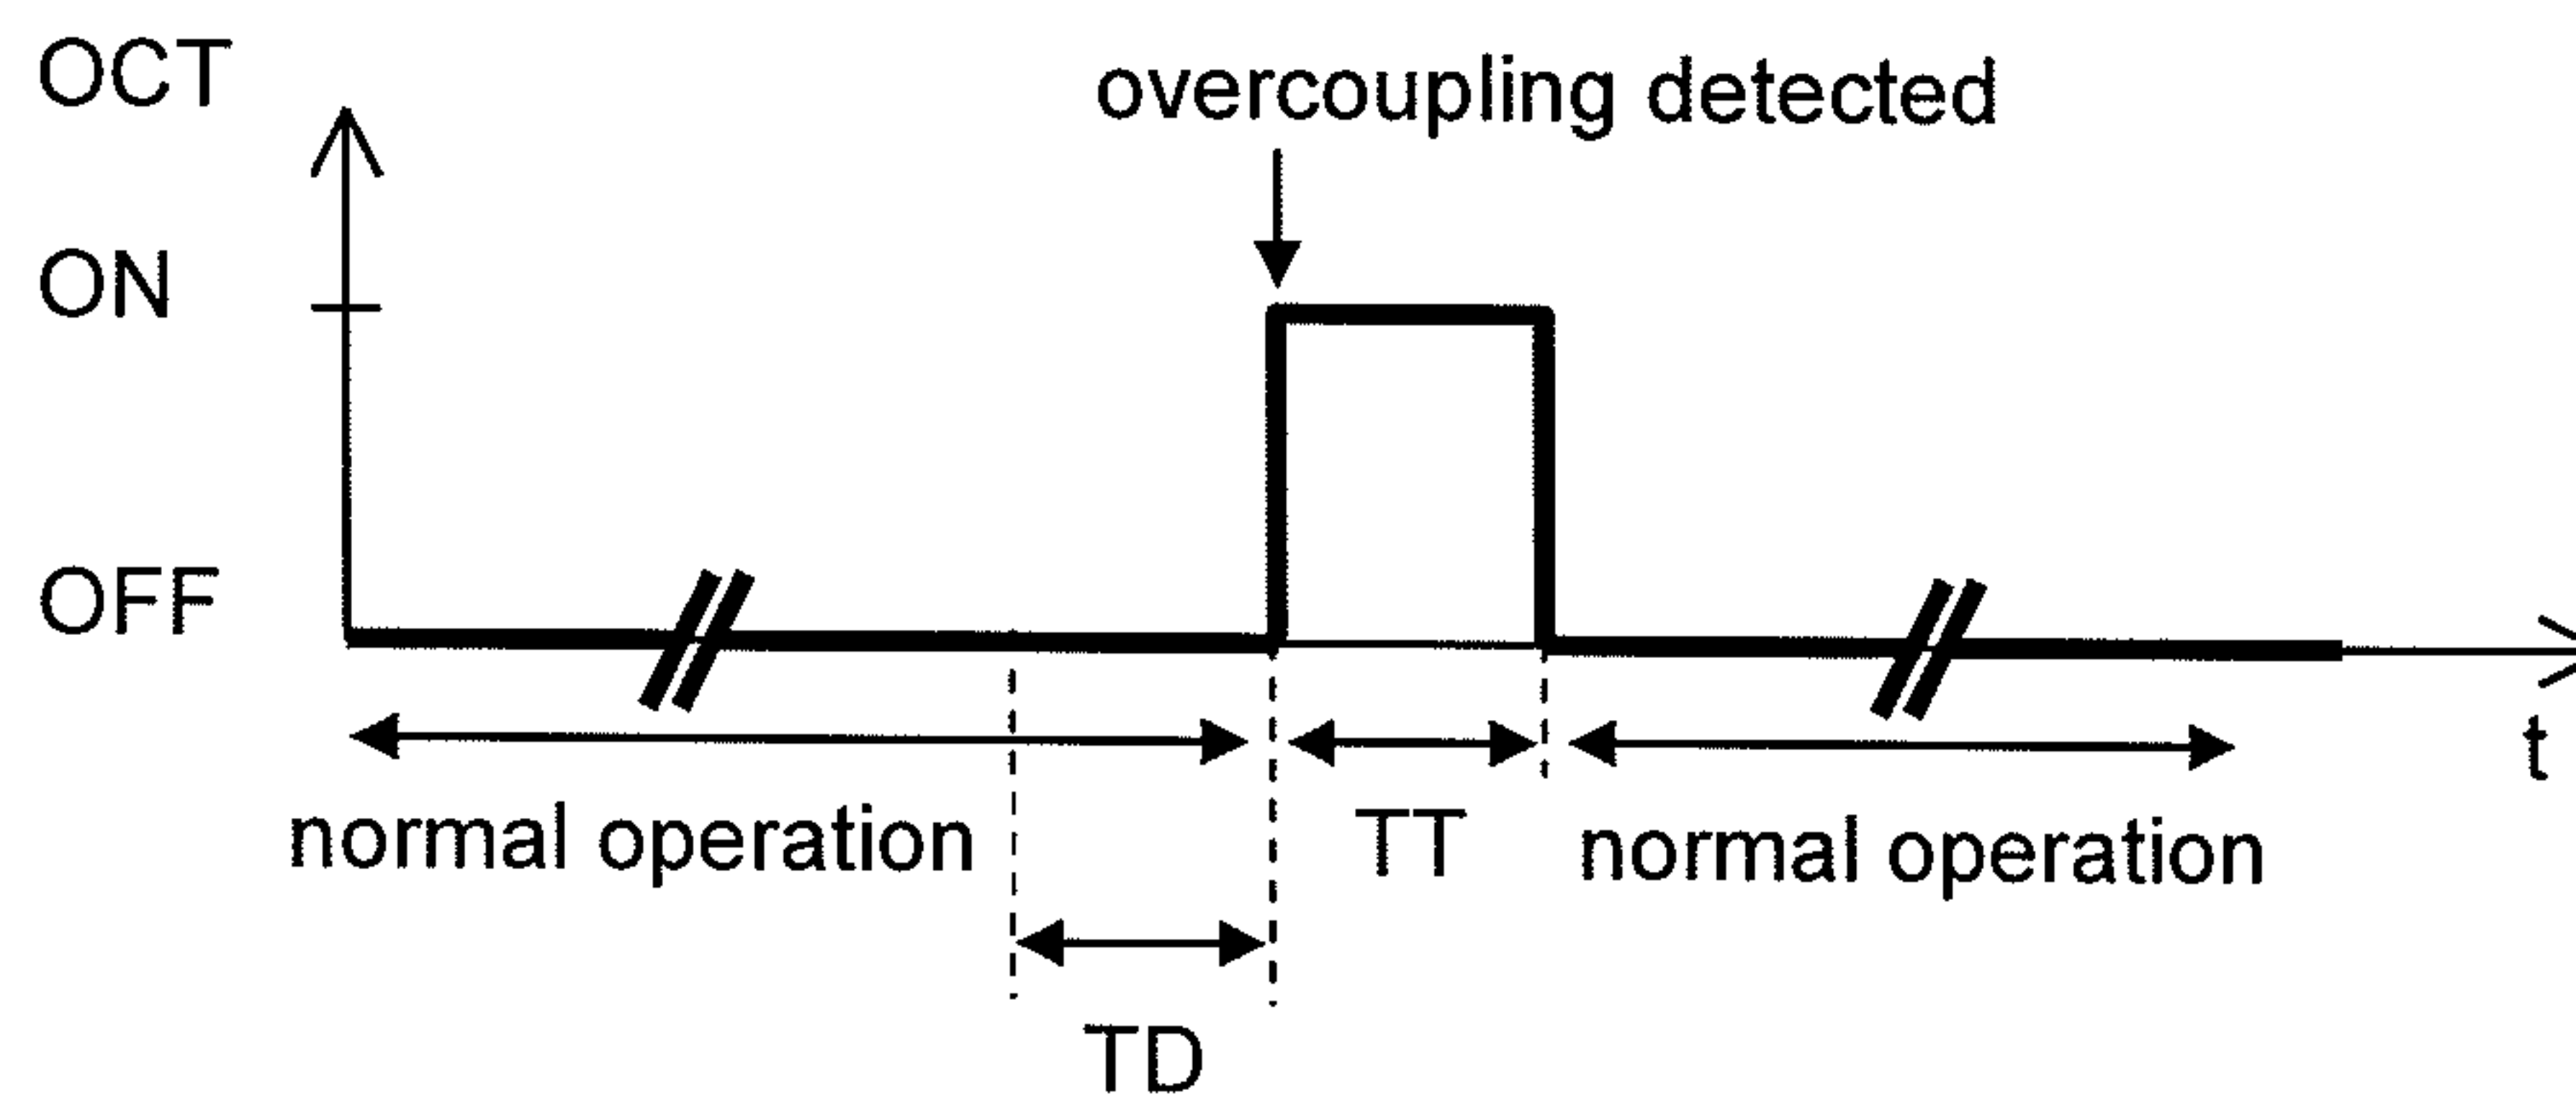 OCT
overcoupling detected
ON
OFF
t
normal operation
TT
normal operation
TD